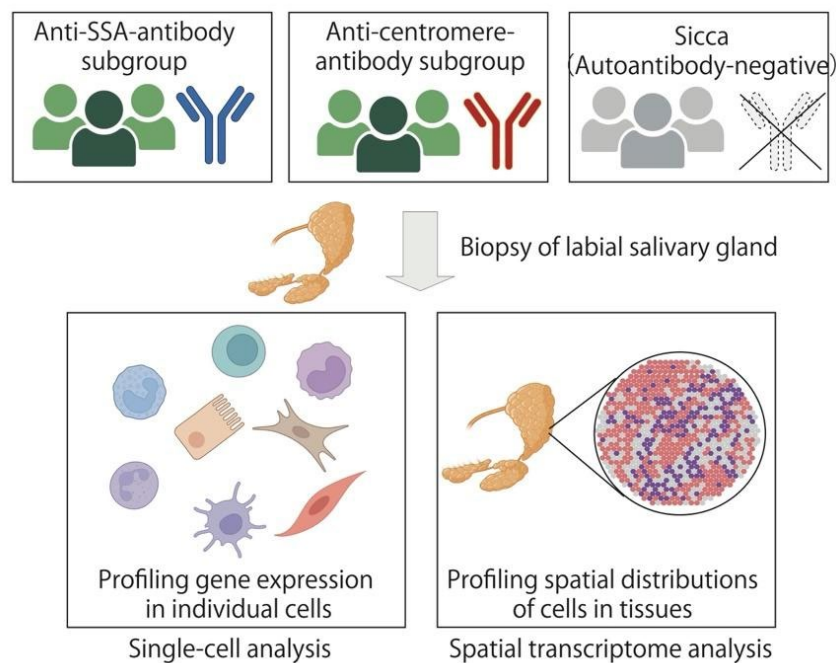 Anti-SSA-antibody
subgroup
Anti-centromere-
antibody subgroup
Sicca
(Autoantibody-negative)
Biopsy of labial salivary gland
Profiling gene expression
in individual cells
Single-cell analysis
Profiling spatial distributions
of cells in tissues
Spatial transcriptome analysis